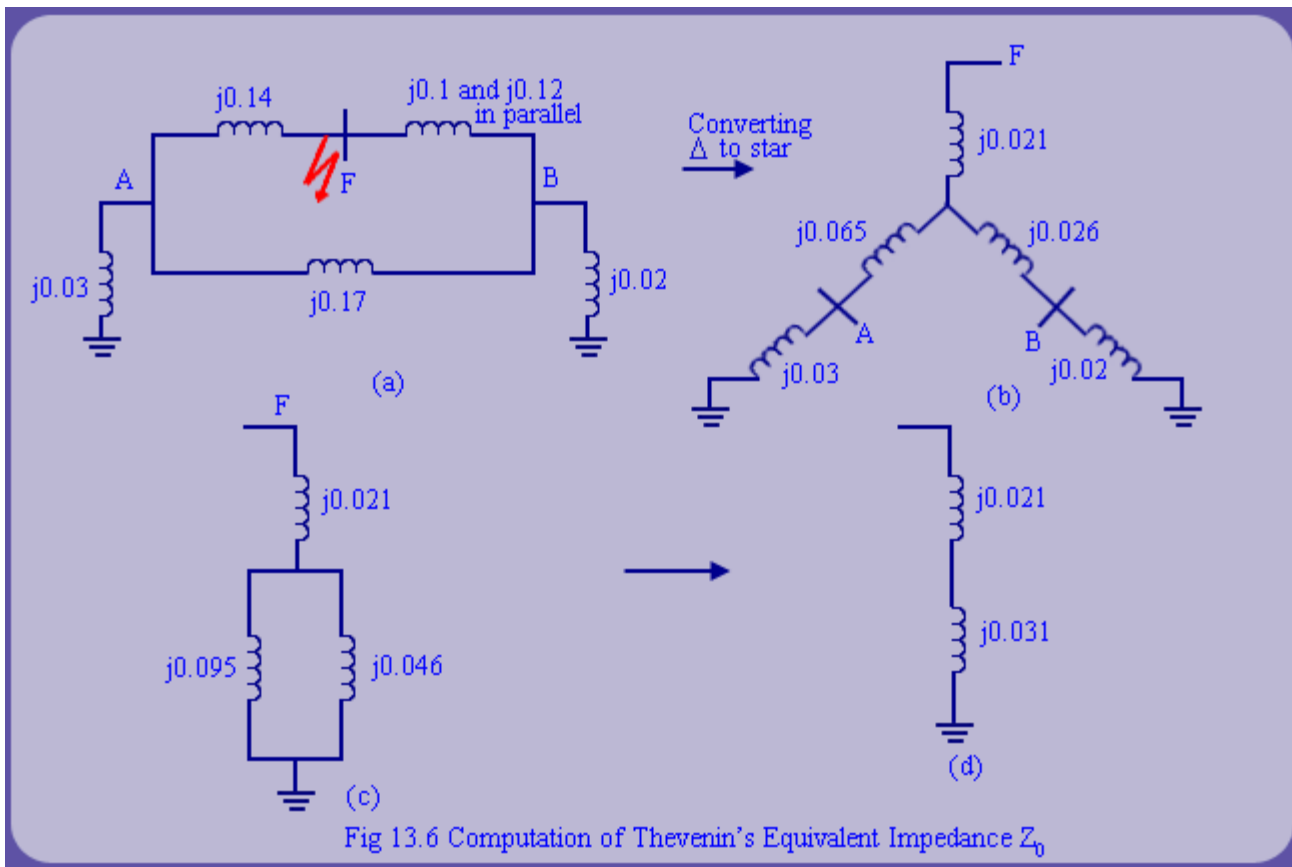 F
j0.14
j0.1 and j0.12
in parallel
Converting
Δ to star
j0.021
A
F
B
j0.065
j0.026
j0.03
j0.17
j0.02
A
B
j0.03
j0.02
(a)
(b)
F
j0.021
j0.021
j0.095
j0.046
j0.031
(c)
(d)
Fig 13.6 Computation of Thevenin's Equivalent Impedance Z₀